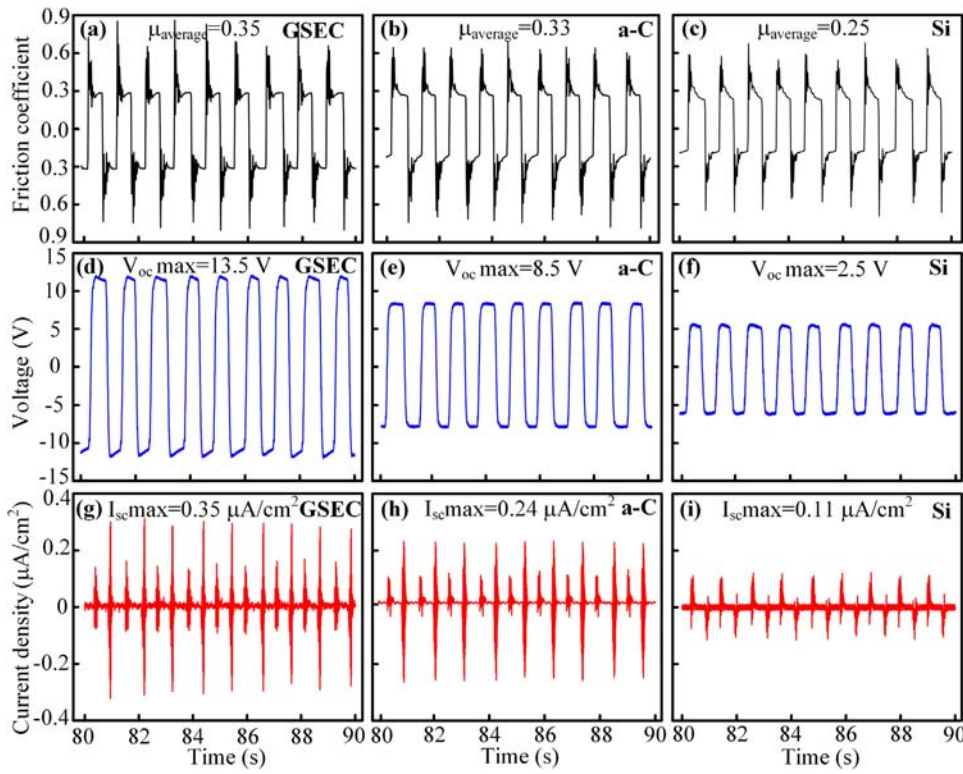 (a) μaverage=0.35 GSEC
(b) μaverage=0.33 a-C
(c) μaverage=0.25 Si
Friction coefficient
0.9
0.6
0.3
0.0
0.3
0.6
0.9
(d) Voc max=13.5 V GSEC
(e) Voc max=8.5 V a-C
(f) Voc max=2.5 V Si
Voltage (V)
15
10
5
0
-5
-10
-15
(g) Iscmax=0.35 μA/cm2 GSEC
(h) Iscmax=0.24 μA/cm2 a-C
(i) Iscmax=0.11 μA/cm2 Si
Current density(μA/cm2)
0.4
0.2
0
-0.2
-0.4
80 82 84 86 88 90
80 82 84 86 88 90
80 82 84 86 88 90
Time (s)
Time (s)
Time (s)